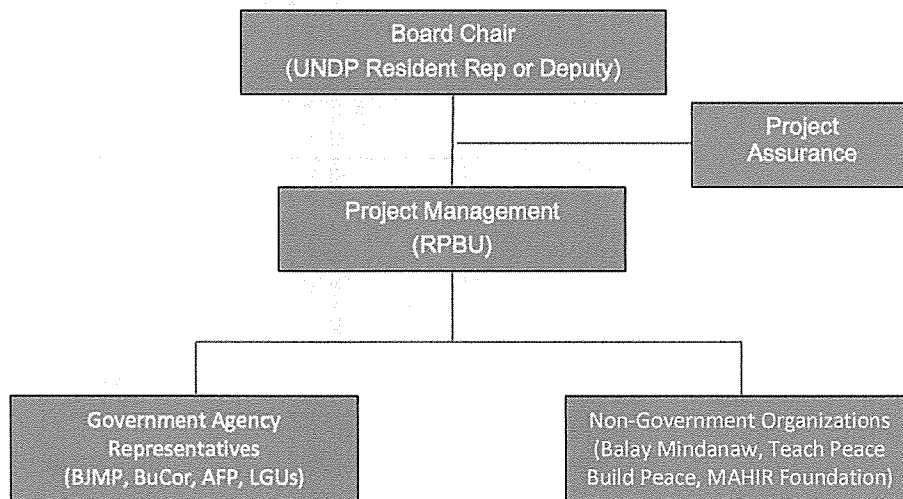 Board Chair
(UNDP Resident Rep or Deputy)
Project
Assurance
Project Management
(RPBU)
Government Agency
Representatives
(BJMP, BuCor, AFP, LGUs)
Non-Government Organizations
(Balay Mindanaw, Teach Peace
Build Peace, MAHIR Foundation)